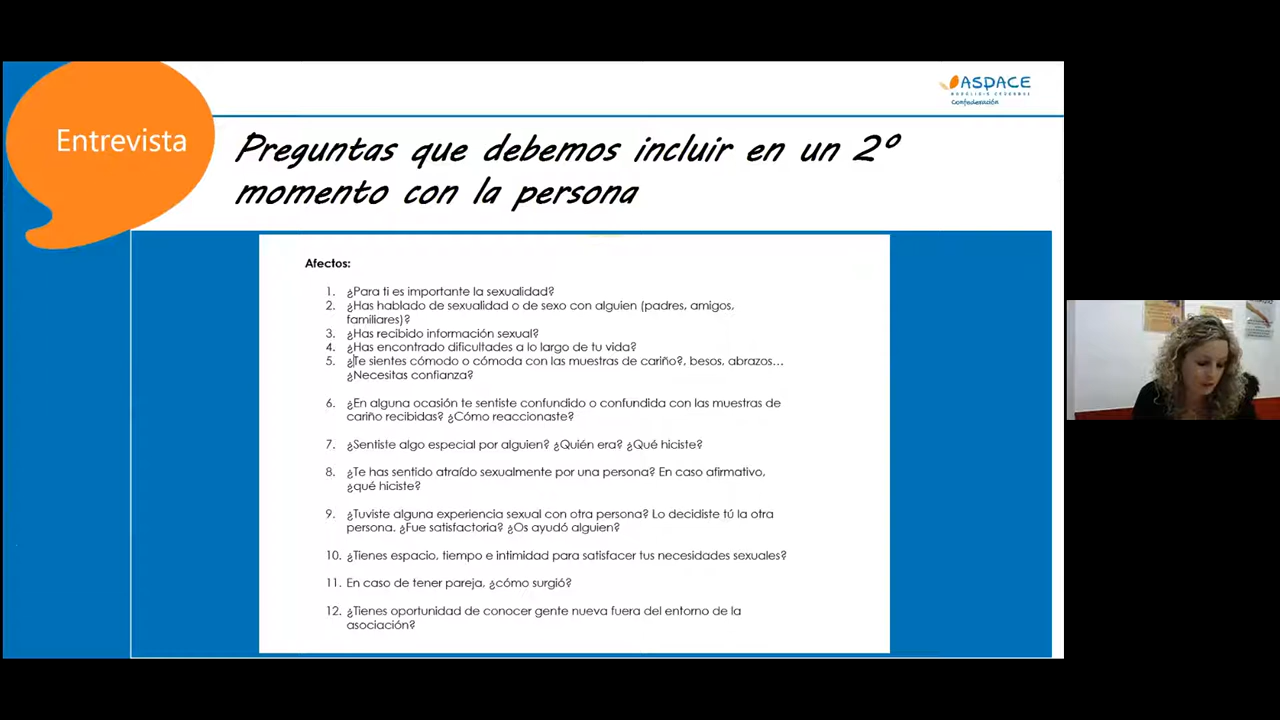 Entrevista
ASPACE
Confederación
Preguntas que debemos incluir en un 2º
momento con la persona
Afectos:
1. ¿Para ti es importante la sexualidad?
2. ¿Has hablado de sexualidad o de sexo con alguien (padres, amigos,
familiares)?
3. ¿Has recibido información sexual?
4. ¿Has encontrado dificultades a lo largo de tu vida?
5. ¿Te sientes cómodo o cómoda con las muestras de cariño?, besos, abrazos…
¿Necesitas confianza?
6. ¿En alguna ocasión te sentiste confundido o confundida con las muestras de
cariño recibidas? ¿Cómo reaccionaste?
7. ¿Sentiste algo especial por alguien? ¿Quién era? ¿Qué hiciste?
8. ¿Te has sentido atraído sexualmente por una persona? En caso afirmativo,
¿qué hiciste?
9. ¿Tuviste alguna experiencia sexual con otra persona? Lo decidiste tú la otra
persona. ¿Fue satisfactoria? ¿Os ayudó alguien?
10. ¿Tienes espacio, tiempo e intimidad para satisfacer tus necesidades sexuales?
11. En caso de tener pareja, ¿cómo surgió?
12. ¿Tienes oportunidad de conocer gente nueva fuera del entorno de la
asociación?